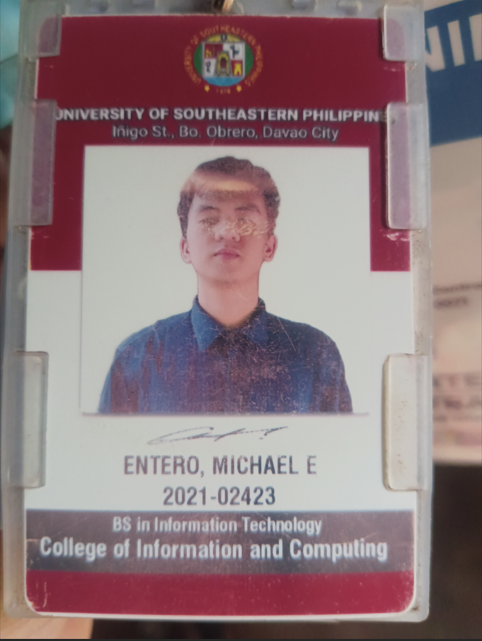 UNIVERSITY OF SOUTHEASTERN PHILIPPIN
Iñigo St., Bo. Obrero, Davao City
ENTERO, MICHAEL E
2021-02423
BS in Information Technology
College of Information and Computing